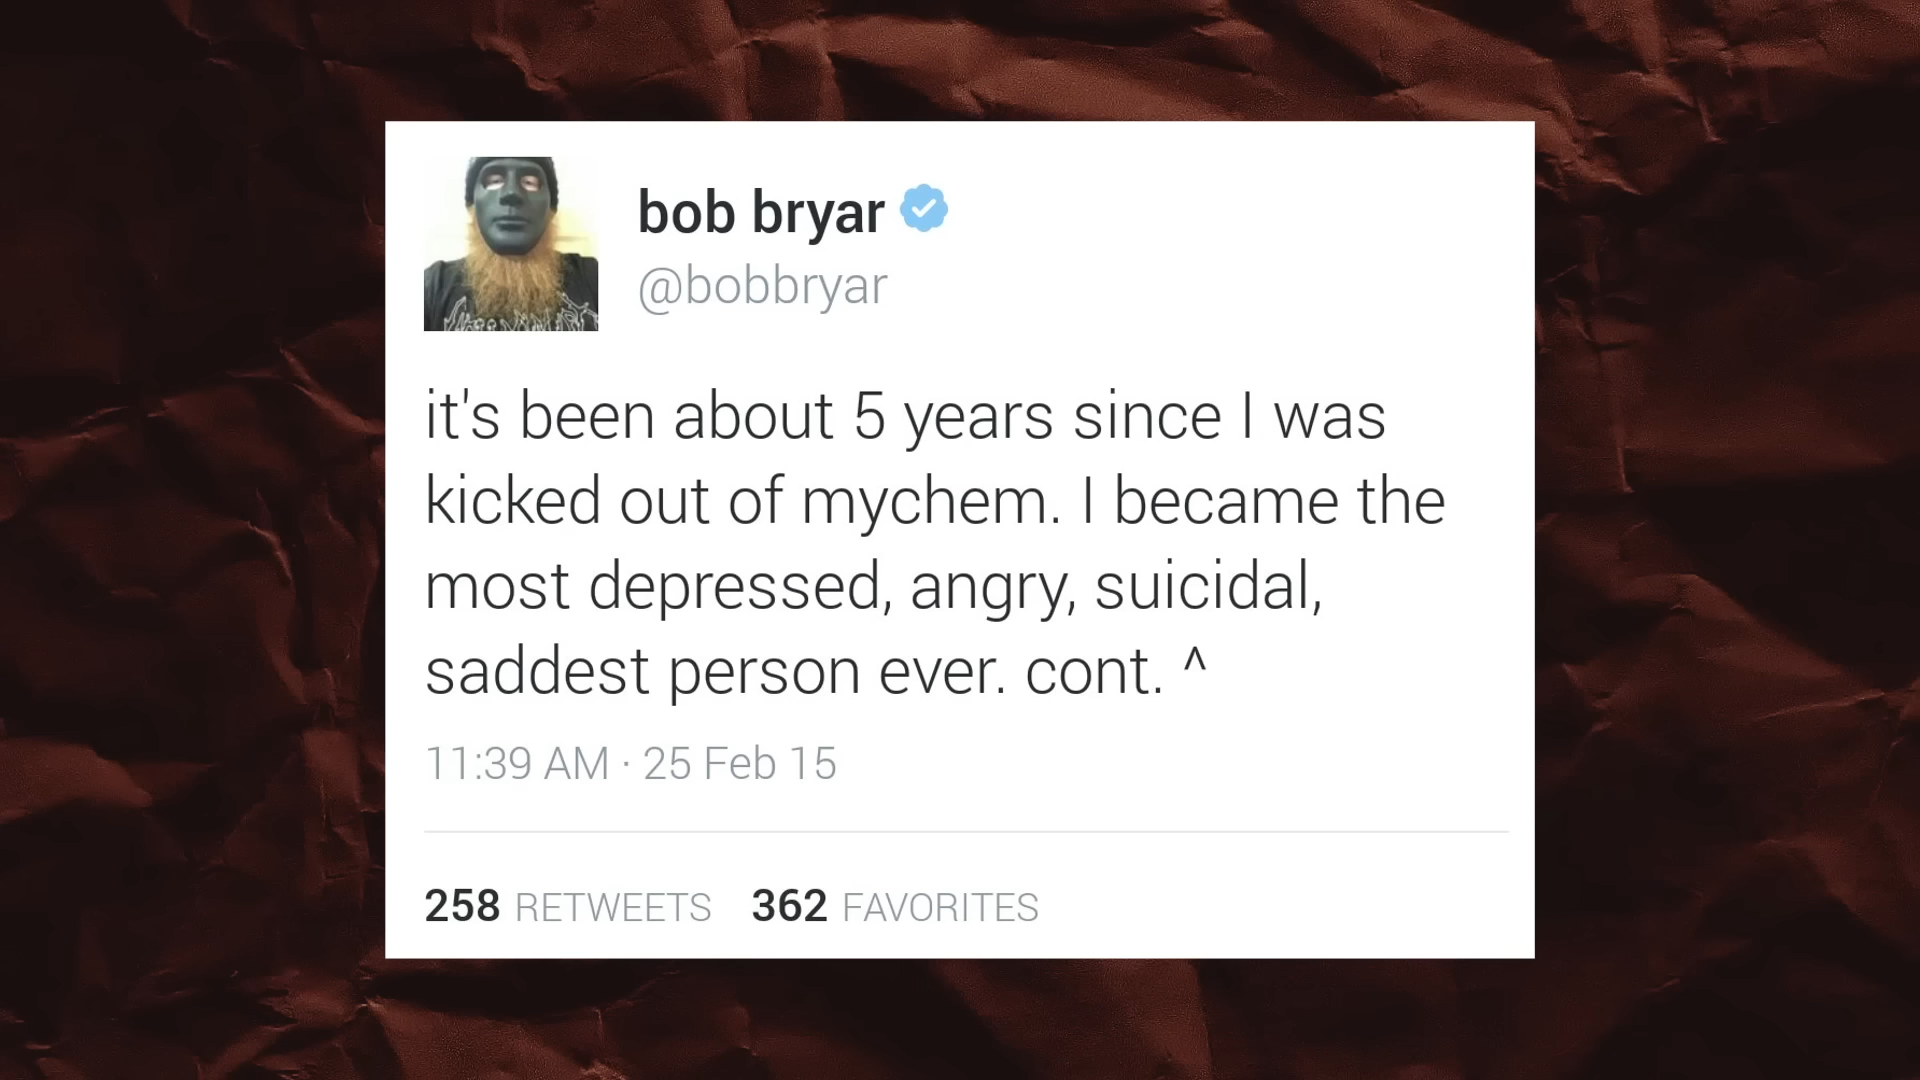 bob bryar
@bobbryar
it's been about 5 years since I was
kicked out of mychem. I became the
most depressed, angry, suicidal,
saddest person ever. cont. ^
11:39 AM · 25 Feb 15
258 RETWEETS 362 FAVORITES